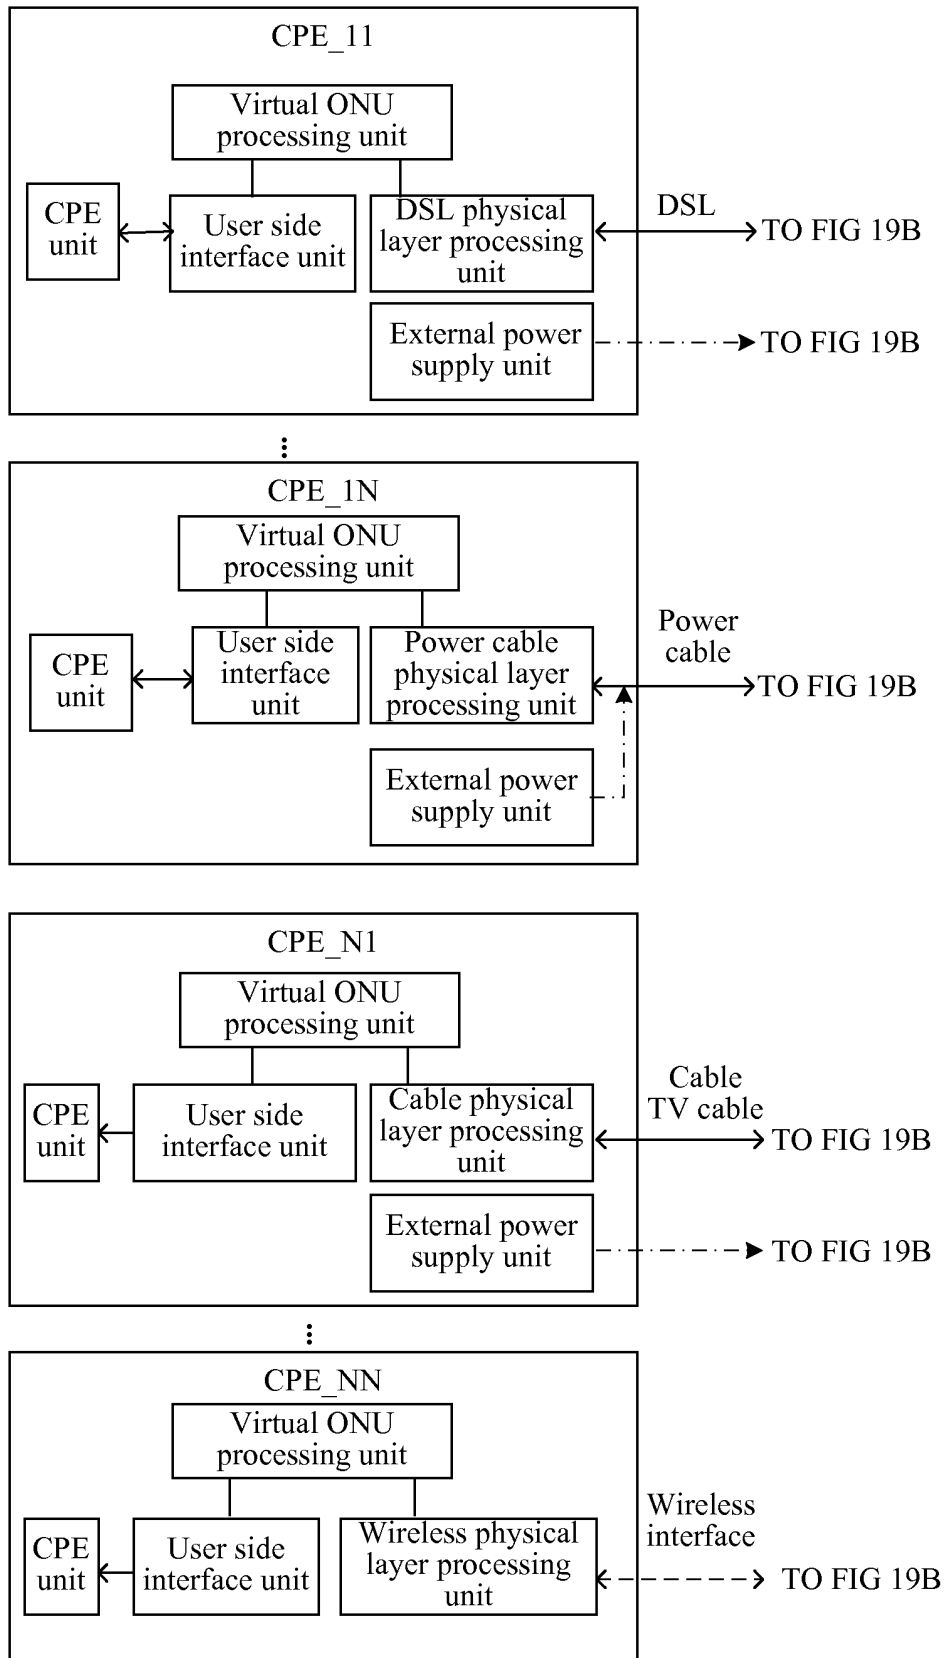 CPE_11
Virtual ONU
processing unit
CPE
unit
User side
interface unit
DSL physical
layer processing
unit
DSL
TO FIG 19B
External power
supply unit
TO FIG 19B
CPE_1N
Virtual ONU
processing unit
CPE
unit
User side
interface
unit
Power cable
physical layer
processing unit
Power
cable
TO FIG 19B
External power
supply unit
CPE_N1
Virtual ONU
processing unit
CPE
unit
User side
interface unit
Cable physical
layer processing
unit
Cable
TV cable
TO FIG 19B
External power
supply unit
TO FIG 19B
CPE_NN
Virtual ONU
processing unit
CPE
unit
User side
interface unit
Wireless physical
layer processing
unit
Wireless
interface
TO FIG 19B